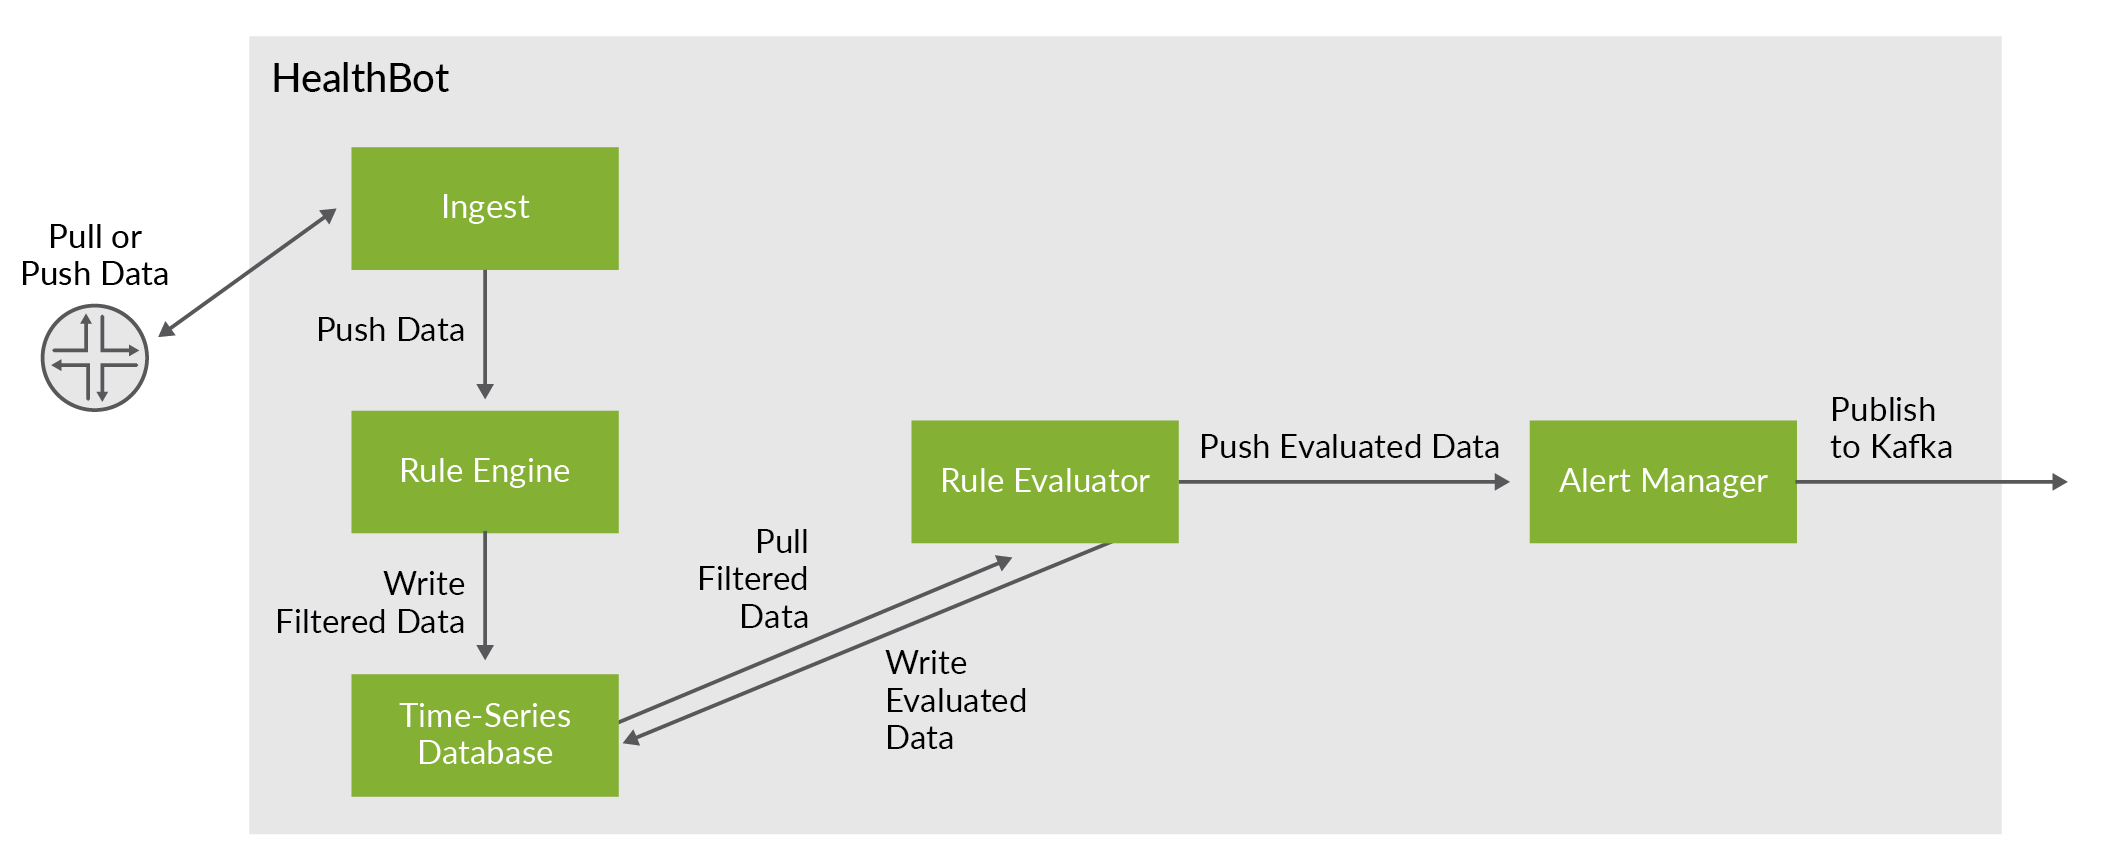 HealthBot
Ingest
Pull or
Push Data
Push Data
Rule Engine
Write
Filtered Data
Time-Series
Database
Pull
Filtered
Data
Write
Evaluated
Data
Rule Evaluator
Push Evaluated Data
Alert Manager
Publish
to Kafka